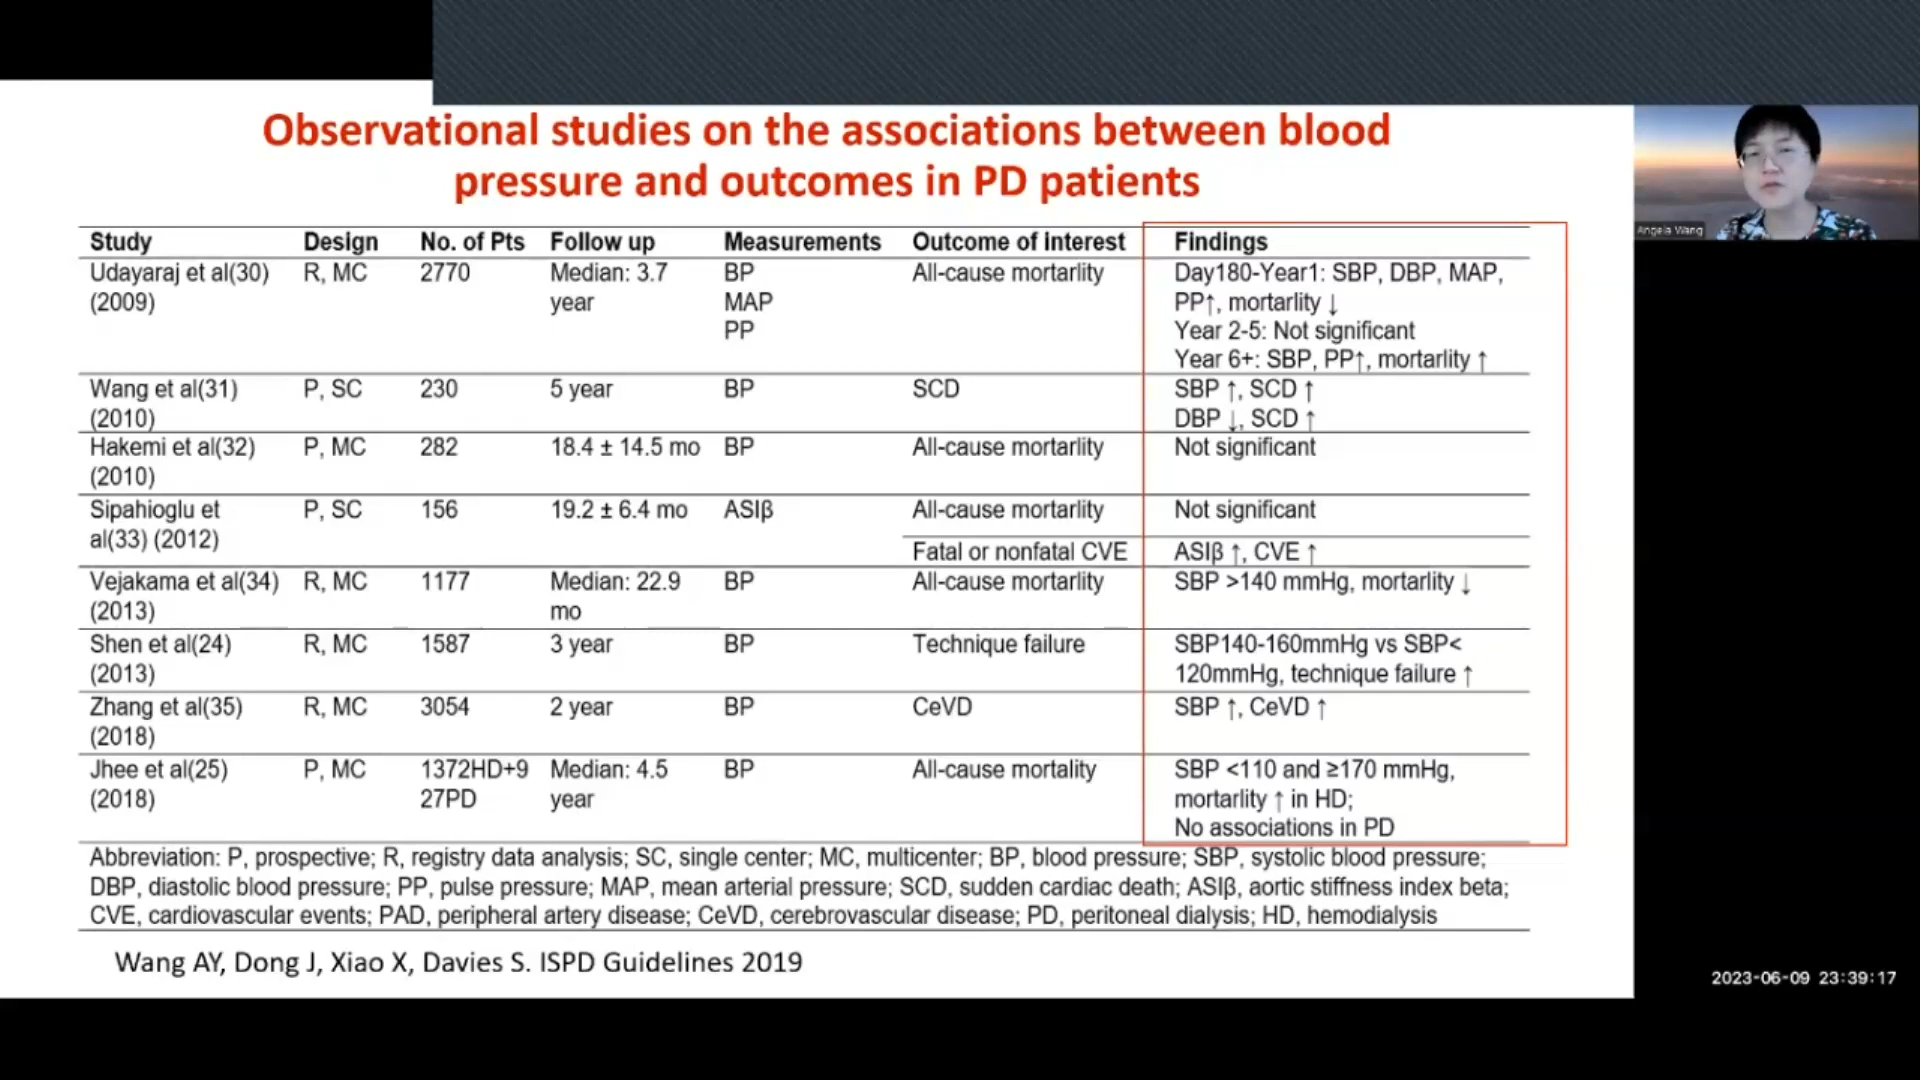 Observational studies on the associations between blood
pressure and outcomes in PD patients
Study Design No. of Pts Follow up Measurements Outcome of interest Findings
Udayaraj et al(30) R, MC 2770 Median: 3.7 BP All-cause mortarlity Day180-Year1: SBP, DBP, MAP,
(2009) year MAP PP↑, mortarlity ↓
PP Year 2-5: Not significant
Year 6+: SBP, PP↑, mortarlity ↑
Wang et al(31) P, SC 230 5 year BP SCD SBP ↑, SCD ↑
(2010) DBP ↓, SCD ↑
Hakemi et al(32) P, MC 282 18.4 ± 14.5 mo BP All-cause mortarlity Not significant
(2010)
Sipahioglu et P, SC 156 19.2 ± 6.4 mo ASIβ All-cause mortarlity Not significant
al(33) (2012)
Fatal or nonfatal CVE ASIβ ↑, CVE ↑
Vejakama et al(34) R, MC 1177 Median: 22.9 BP All-cause mortarlity SBP >140 mmHg, mortarlity ↓
(2013) mo
Shen et al(24) R, MC 1587 3 year BP Technique failure SBP140-160mmHg vs SBP<
(2013) 120mmHg, technique failure ↑
Zhang et al(35) R, MC 3054 2 year BP CeVD SBP ↑, CeVD ↑
(2018)
Jhee et al(25) P, MC 1372HD+9 Median: 4.5 BP All-cause mortality SBP <110 and ≥170 mmHg,
(2018) 27PD year mortarlity ↑ in HD;
No associations in PD
Abbreviation: P, prospective; R, registry data analysis; SC, single center; MC, multicenter; BP, blood pressure; SBP, systolic blood pressure;
DBP, diastolic blood pressure; PP, pulse pressure; MAP, mean arterial pressure; SCD, sudden cardiac death; ASIβ, aortic stiffness index beta;
CVE, cardiovascular events; PAD, peripheral artery disease; CeVD, cerebrovascular disease; PD, peritoneal dialysis; HD, hemodialysis
Wang AY, Dong J, Xiao X, Davies S. ISPD Guidelines 2019
Angela Wang
2023-06-09 23:39:17